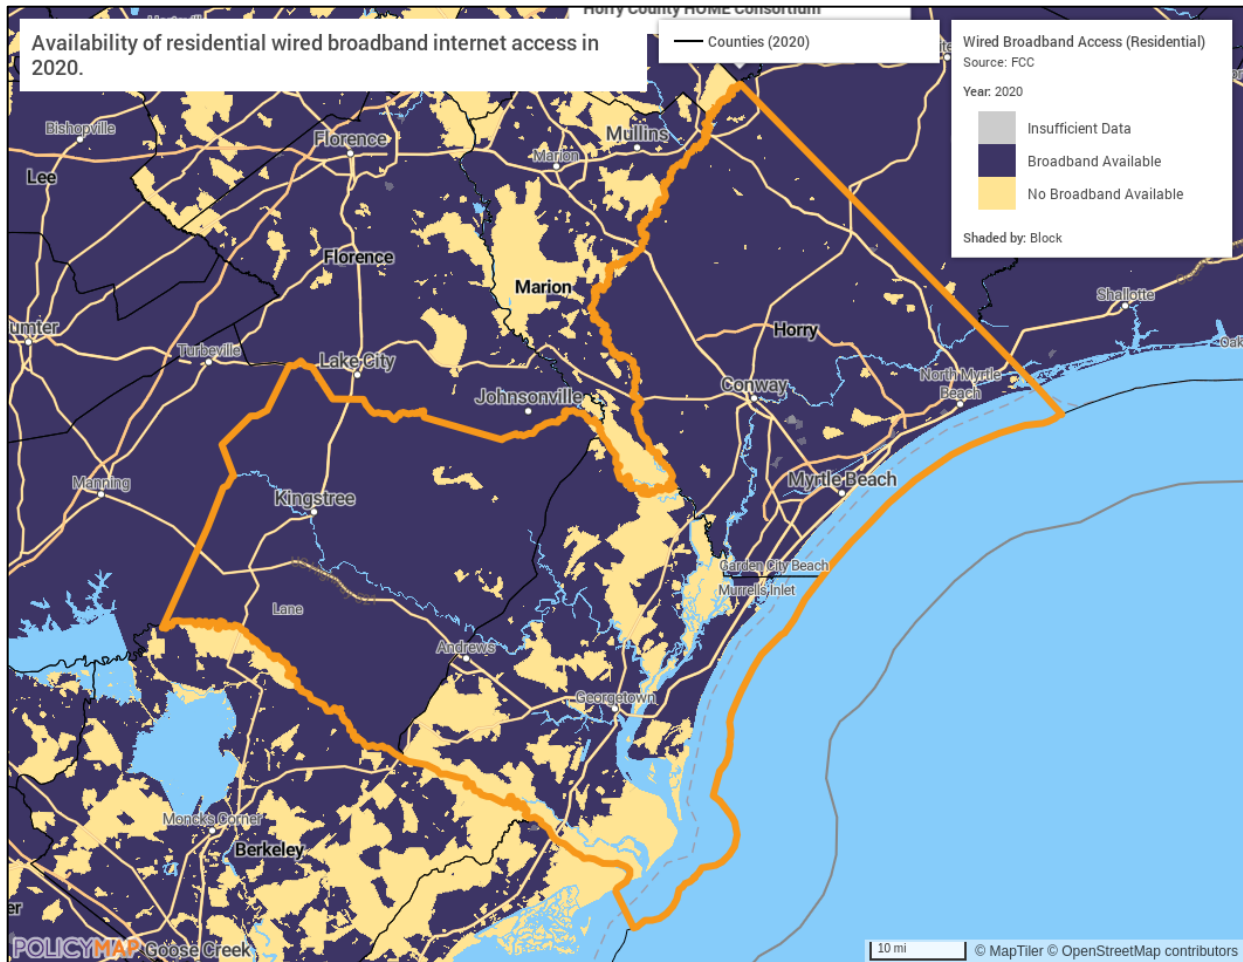 Horry County HOME Consortium
Availability of residential wired broadband internet access in
2020.
Counties (2020)
Wired Broadband Access (Residential)
Source: FCC
Year: 2020
Insufficient Data
Broadband Available
No Broadband Available
Shaded by: Block
Bishopville
Florence
Mullins
Marion
Lee
Florence
Marion
Shallotte
Horry
Oak
umter
Turbeville
Lake City
Conway
North Myrtle
Beach
Johnsonville
Manning
Kingstree
Myrtle Beach
Garden City Beach
Murrells Inlet
Lane
Andrews
Georgetown
Moncks Corner
Berkeley
er
POLICYMAP
Goose Creek
10 mi
© MapTiler © OpenStreetMap contributors